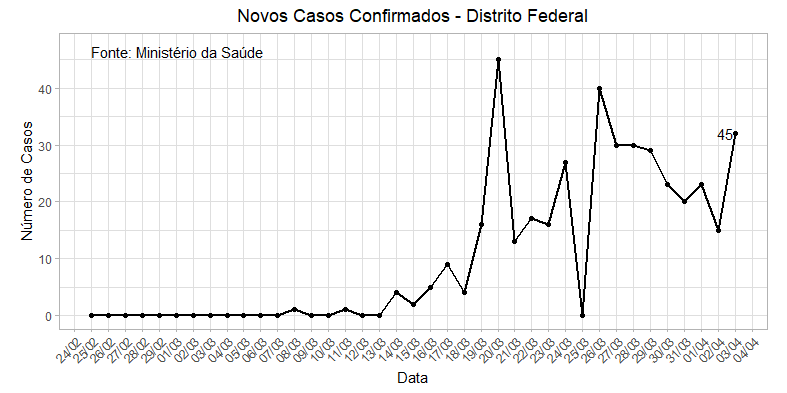 Novos Casos Confirmados - Distrito Federal
Fonte: Ministério da Saúde
Número de Casos
40
30
20
10
0
45
24/02 25/02 26/02 27/02 28/02 29/02 01/03 02/03 03/03 04/03 05/03 06/03 07/03 08/03 09/03 10/03 11/03 12/03 13/03 14/03 15/03 16/03 17/03 18/03 19/03 20/03 21/03 22/03 23/03 24/03 25/03 26/03 27/03 28/03 29/03 30/03 31/03 01/04 02/04 03/04 04/04
Data